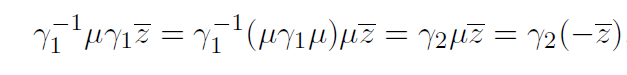 γ₁⁻¹μγ₁z̅ = γ₁⁻¹(μγ₁μ)μz̅ = γ₂μz̅ = γ₂(−z̅)